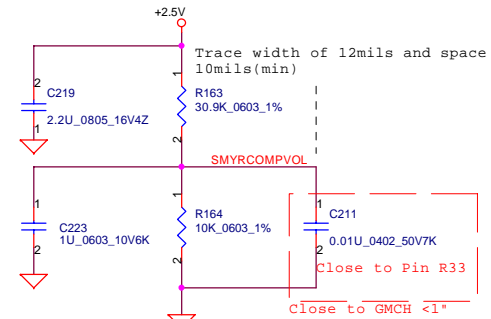 +2.5V
Trace width of 12mils and space
10mils(min)
2
C219
1
2.2U_0805_16V4Z
1
R163
30.9K_0603_1%
2
SMYRCOMPVOL
1
C223
2
1U_0603_10V6K
1
R164
10K_0603_1%
2
1
C211
2
0.01U_0402_50V7K
Close to Pin R33
Close to GMCH <1"